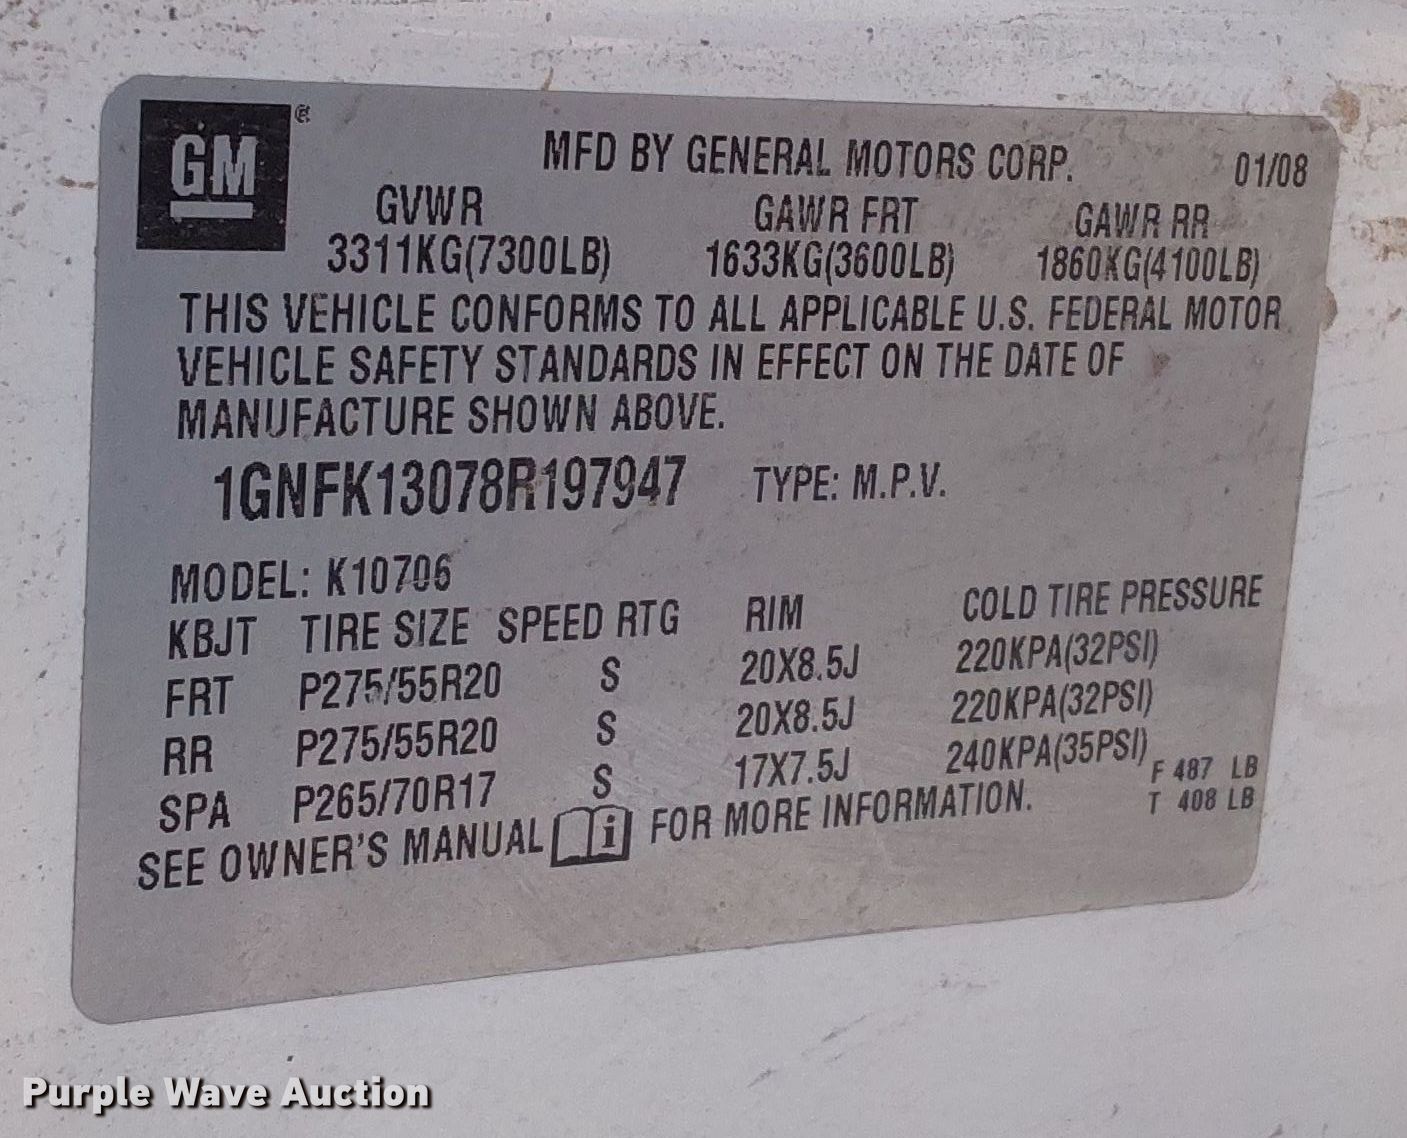 GM ®
MFD BY GENERAL MOTORS CORP. 01/08
GVWR GAWR FRT GAWR RR
3311KG(7300LB) 1633KG(3600LB) 1860KG(4100LB)
THIS VEHICLE CONFORMS TO ALL APPLICABLE U.S. FEDERAL MOTOR
VEHICLE SAFETY STANDARDS IN EFFECT ON THE DATE OF
MANUFACTURE SHOWN ABOVE.
1GNFK13078R197947 TYPE: M.P.V.
MODEL: K10706
KBJT TIRE SIZE SPEED RTG RIM COLD TIRE PRESSURE
FRT P275/55R20 S 20X8.5J 220KPA(32PSI)
RR P275/55R20 S 20X8.5J 220KPA(32PSI)
SPA P265/70R17 S 17X7.5J 240KPA(35PSI) F 487 LB
SEE OWNER'S MANUAL i FOR MORE INFORMATION. T 408 LB
Purple Wave Auction